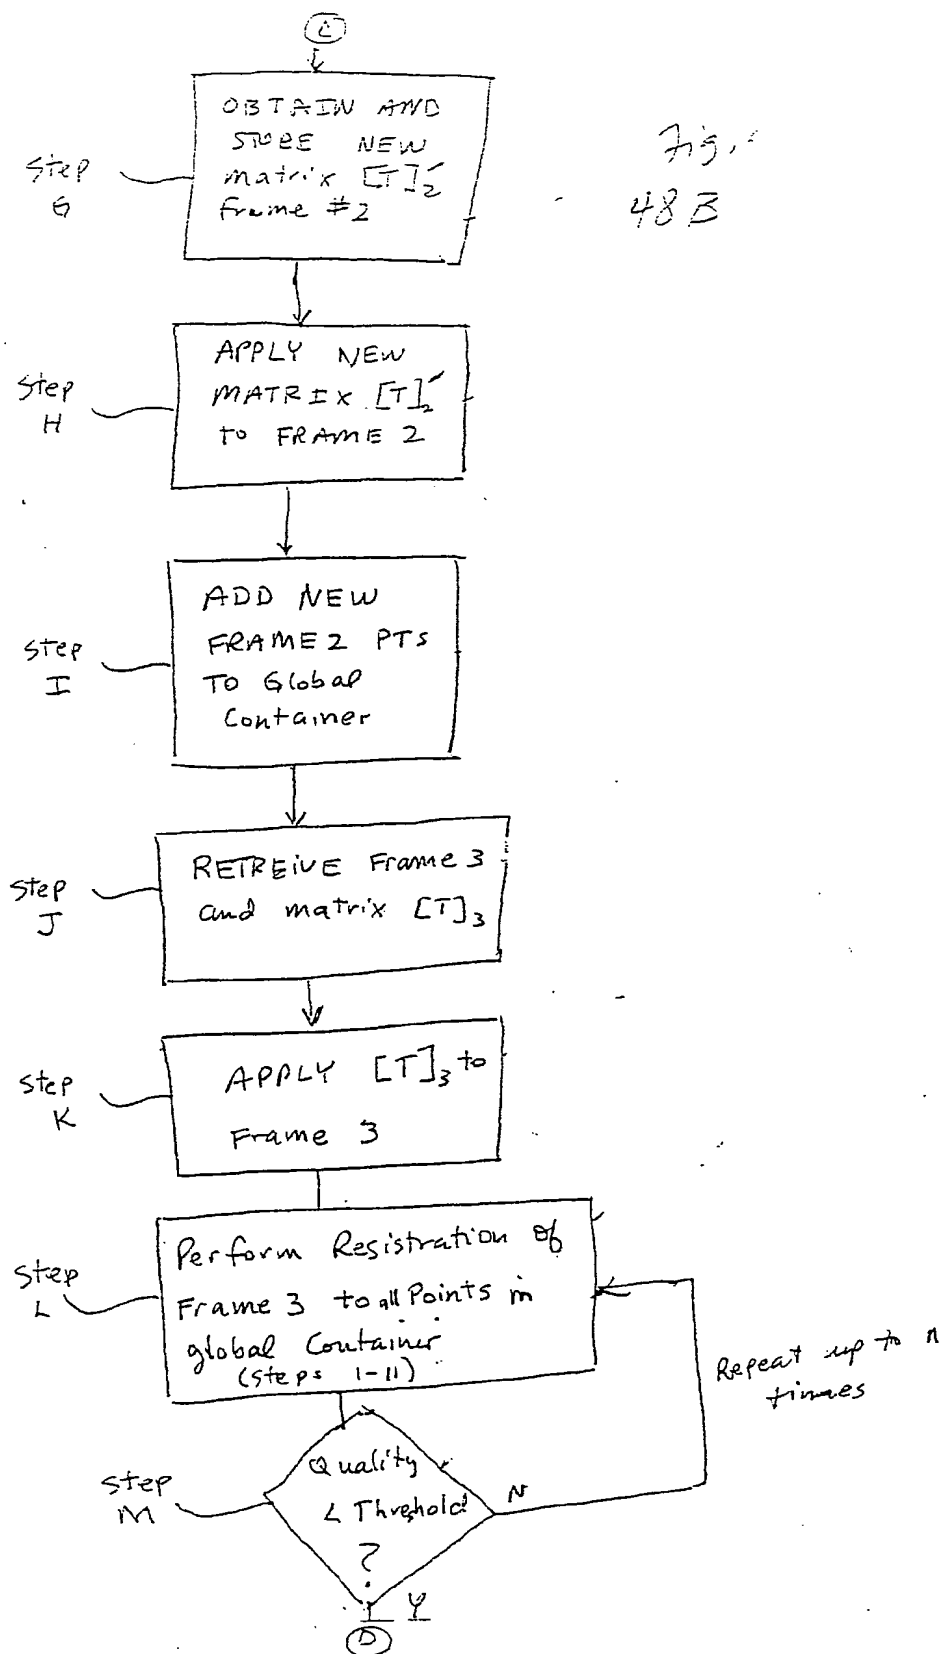 C
OBTAIN AND
STORE NEW
matrix [T]₂′
Frame #2
Step
G
Fig.
48B
APPLY NEW
MATRIX [T]₂′
TO FRAME 2
Step
H
ADD NEW
FRAME 2 PTS
TO Global
Container
Step
I
RETREIVE Frame 3
and matrix [T]₃
Step
J
APPLY [T]₃ to
Frame 3
Step
K
Perform Resistration of
Frame 3 to all Points in
global Container
(Steps 1-11)
Step
L
Repeat up to n
times
Quality
< Threshold
?
Step
M
N
Y
D